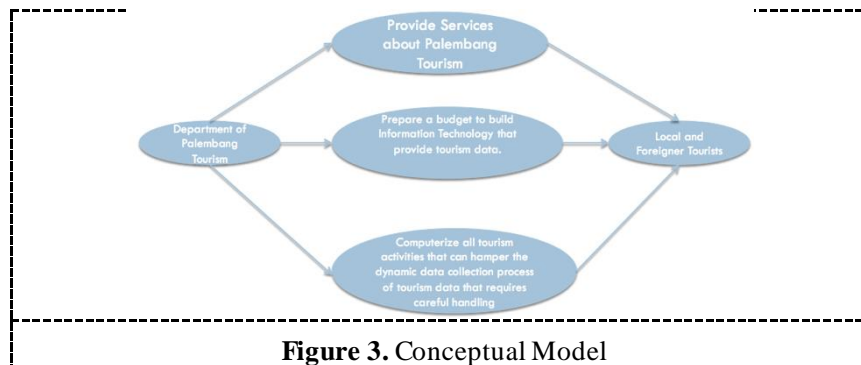 Provide Services
about Palembang
Tourism
Department of
Palembang
Tourism
Prepare a budget to build
Information Technology that
provide tourism data.
Local and
Foreigner Tourists
Computerize all tourism
activities that can hamper the
dynamic data collection process
of tourism data that requires
careful handling
Figure 3. Conceptual Model